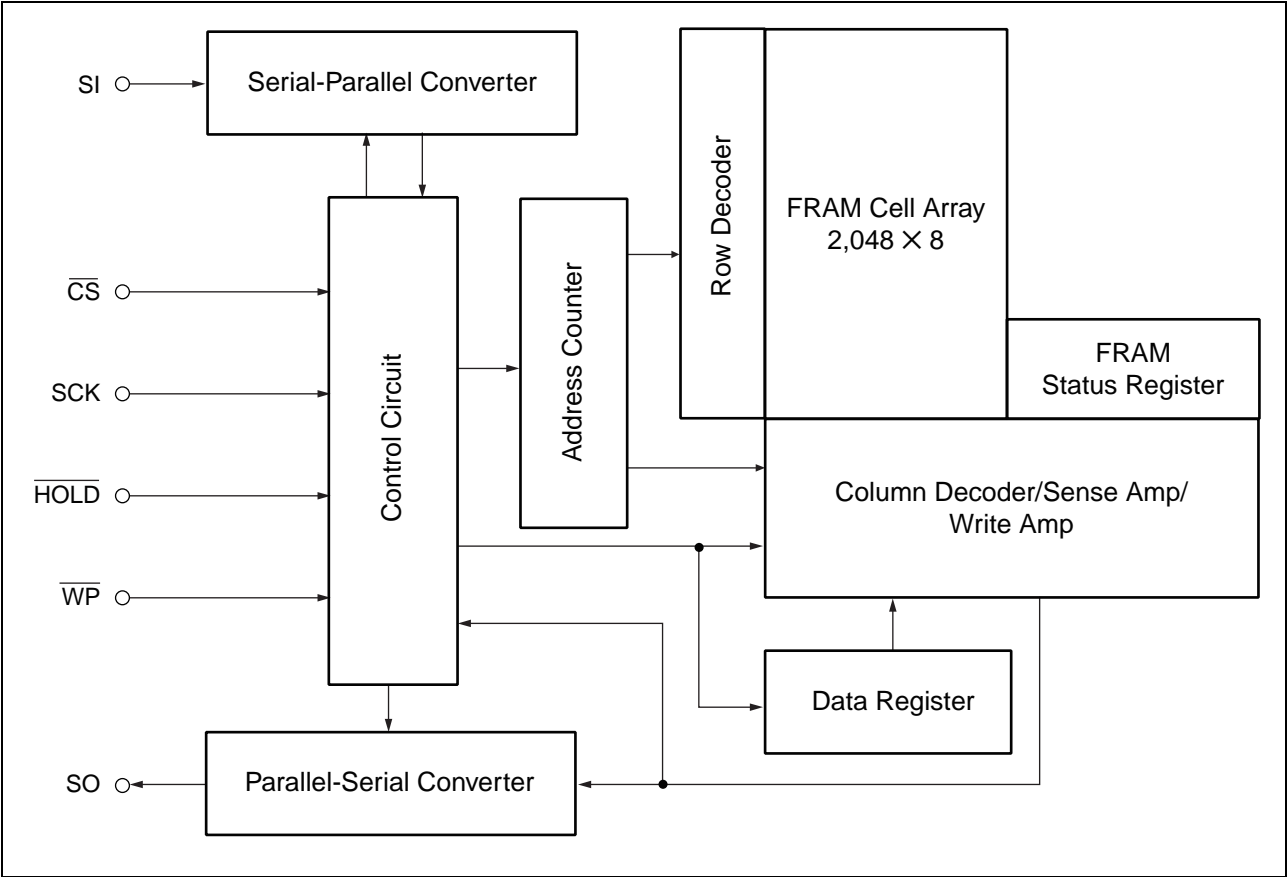 SI
Serial-Parallel Converter
Row Decoder
FRAM Cell Array
2,048 × 8
Control Circuit
Address Counter
CS
SCK
HOLD
WP
FRAM
Status Register
Column Decoder/Sense Amp/
Write Amp
Data Register
SO
Parallel-Serial Converter